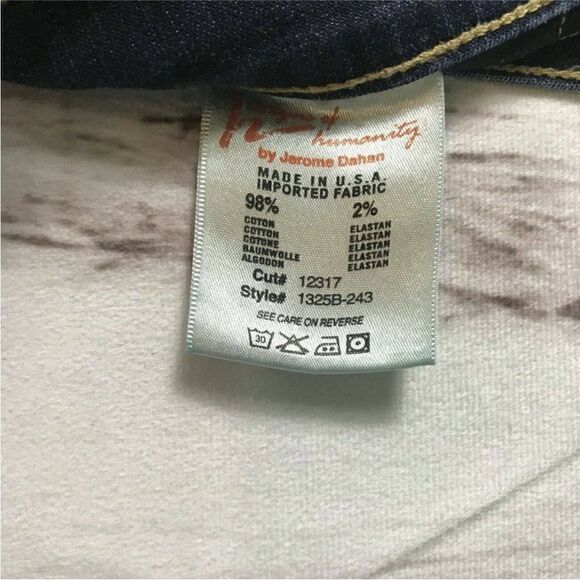 of
humanity
by Jerome Dahan
MADE IN U.S.A.
IMPORTED FABRIC
98% 2%
COTON ELASTAN
COTTON ELASTAN
COTONE ELASTAN
BAUMWOLLE ELASTAN
ALGODON ELASTAN
Cut# 12317
Style# 1325B-243
SEE CARE ON REVERSE
30